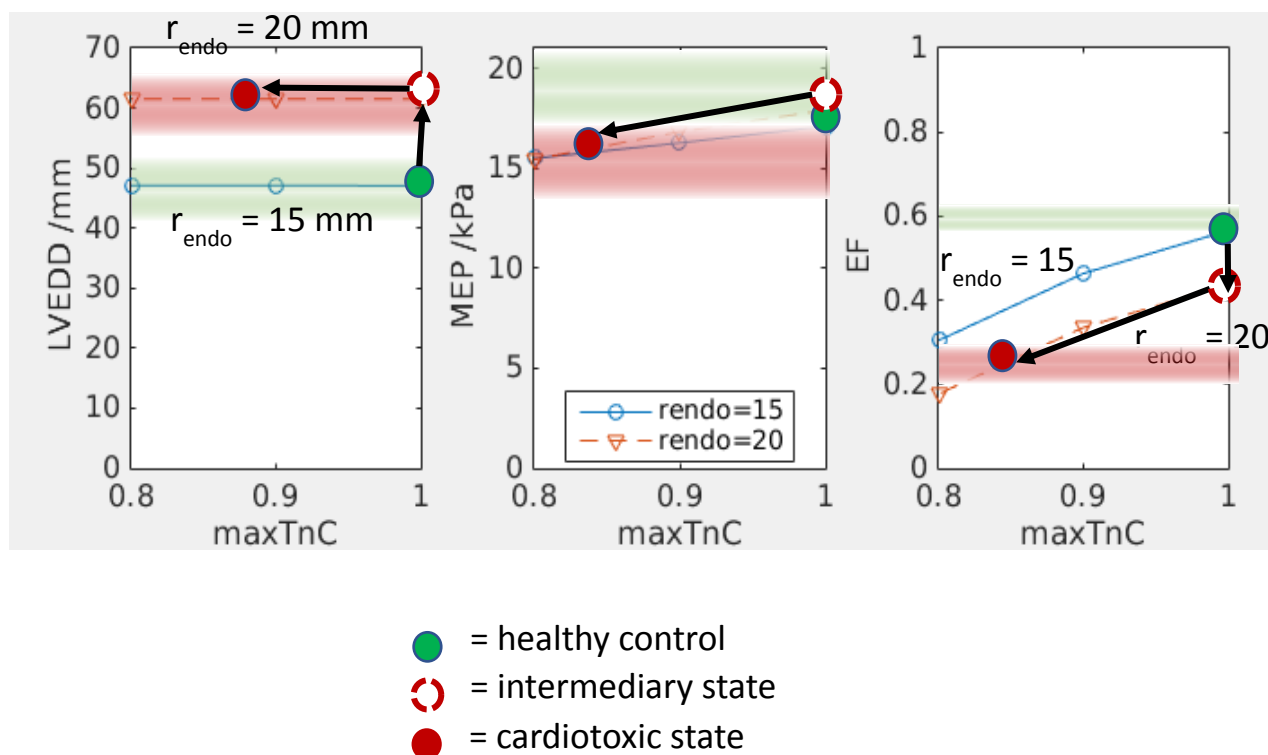 r endo = 20 mm
70
60
50
40
30
20
10
0
LVEDD /mm
r endo = 15 mm
0.8 0.9 1
maxTnC
20
15
10
5
0
MEP /kPa
rendo=15
rendo=20
0.8 0.9 1
maxTnC
1
0.8
0.6
0.4
0.2
0
EF
r endo = 15
r endo = 20
0.8 0.9 1
maxTnC
= healthy control
= intermediary state
= cardiotoxic state